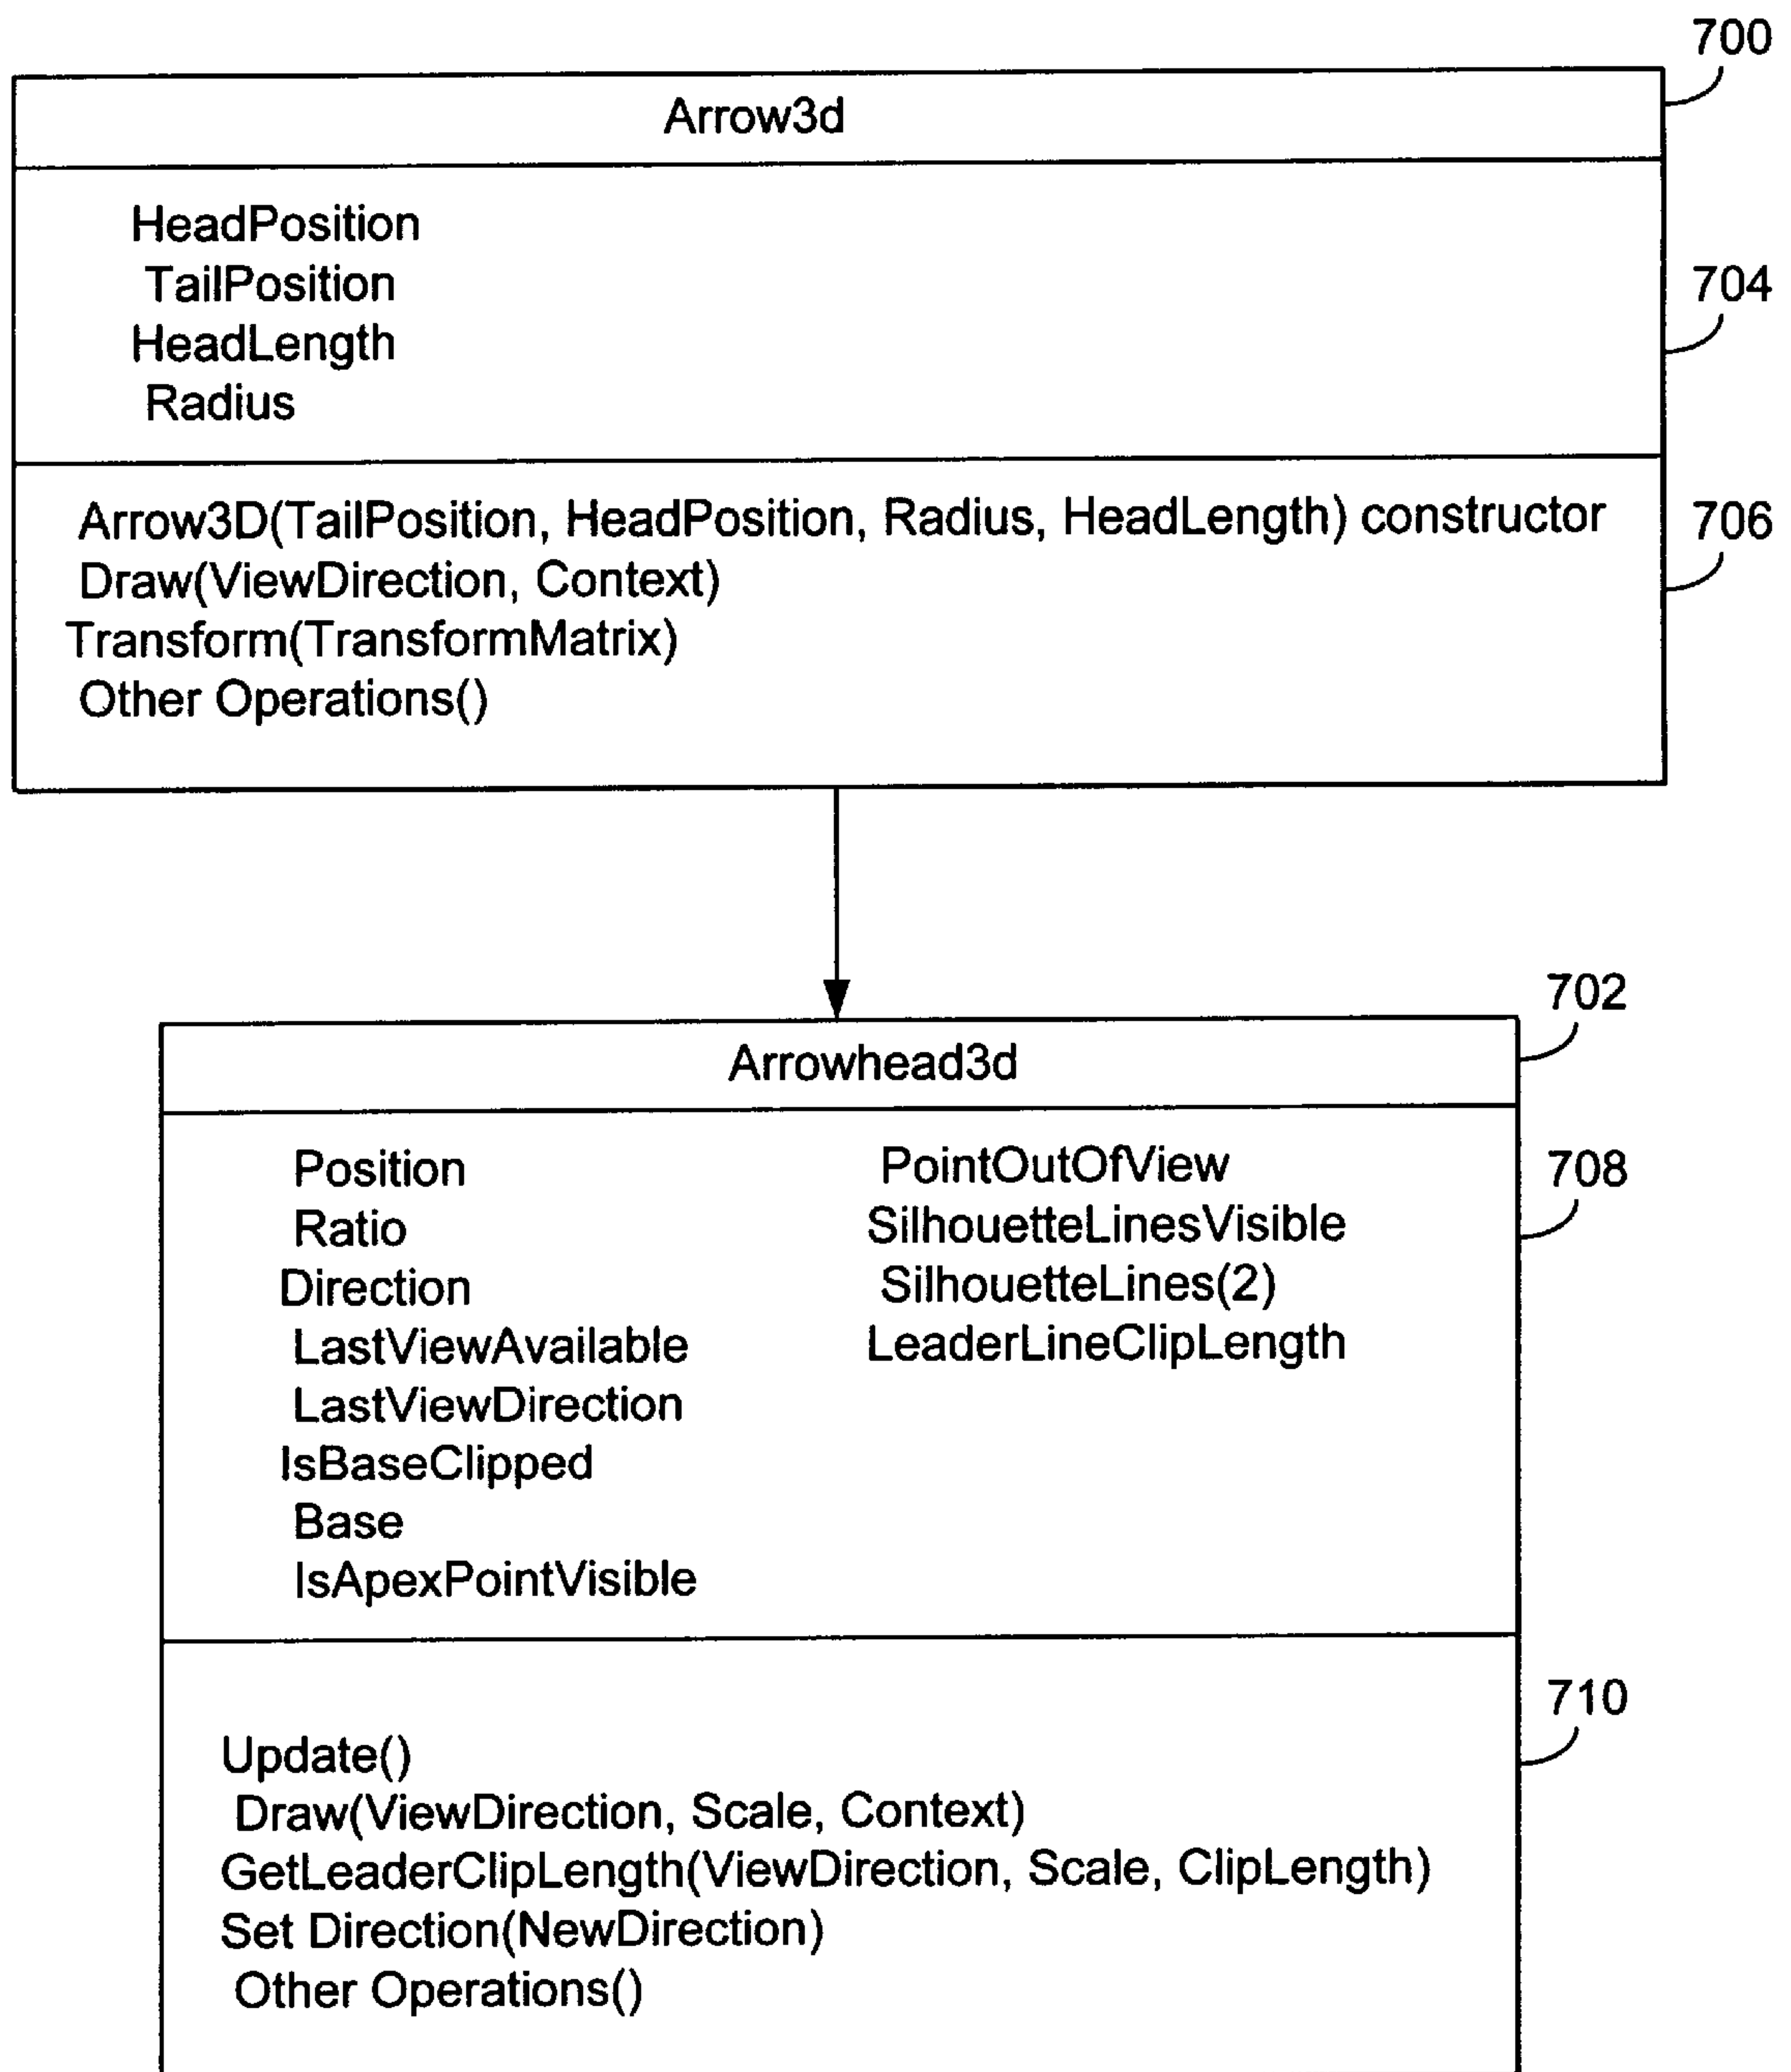 700
Arrow3d
HeadPosition
TailPosition
HeadLength
Radius
704
Arrow3D(TailPosition, HeadPosition, Radius, HeadLength) constructor
Draw(ViewDirection, Context)
Transform(TransformMatrix)
Other Operations()
706
702
Arrowhead3d
Position
Ratio
Direction
LastViewAvailable
LastViewDirection
IsBaseClipped
Base
IsApexPointVisible
PointOutOfView
SilhouetteLinesVisible
SilhouetteLines(2)
LeaderLineClipLength
708
710
Update()
Draw(ViewDirection, Scale, Context)
GetLeaderClipLength(ViewDirection, Scale, ClipLength)
Set Direction(NewDirection)
Other Operations()